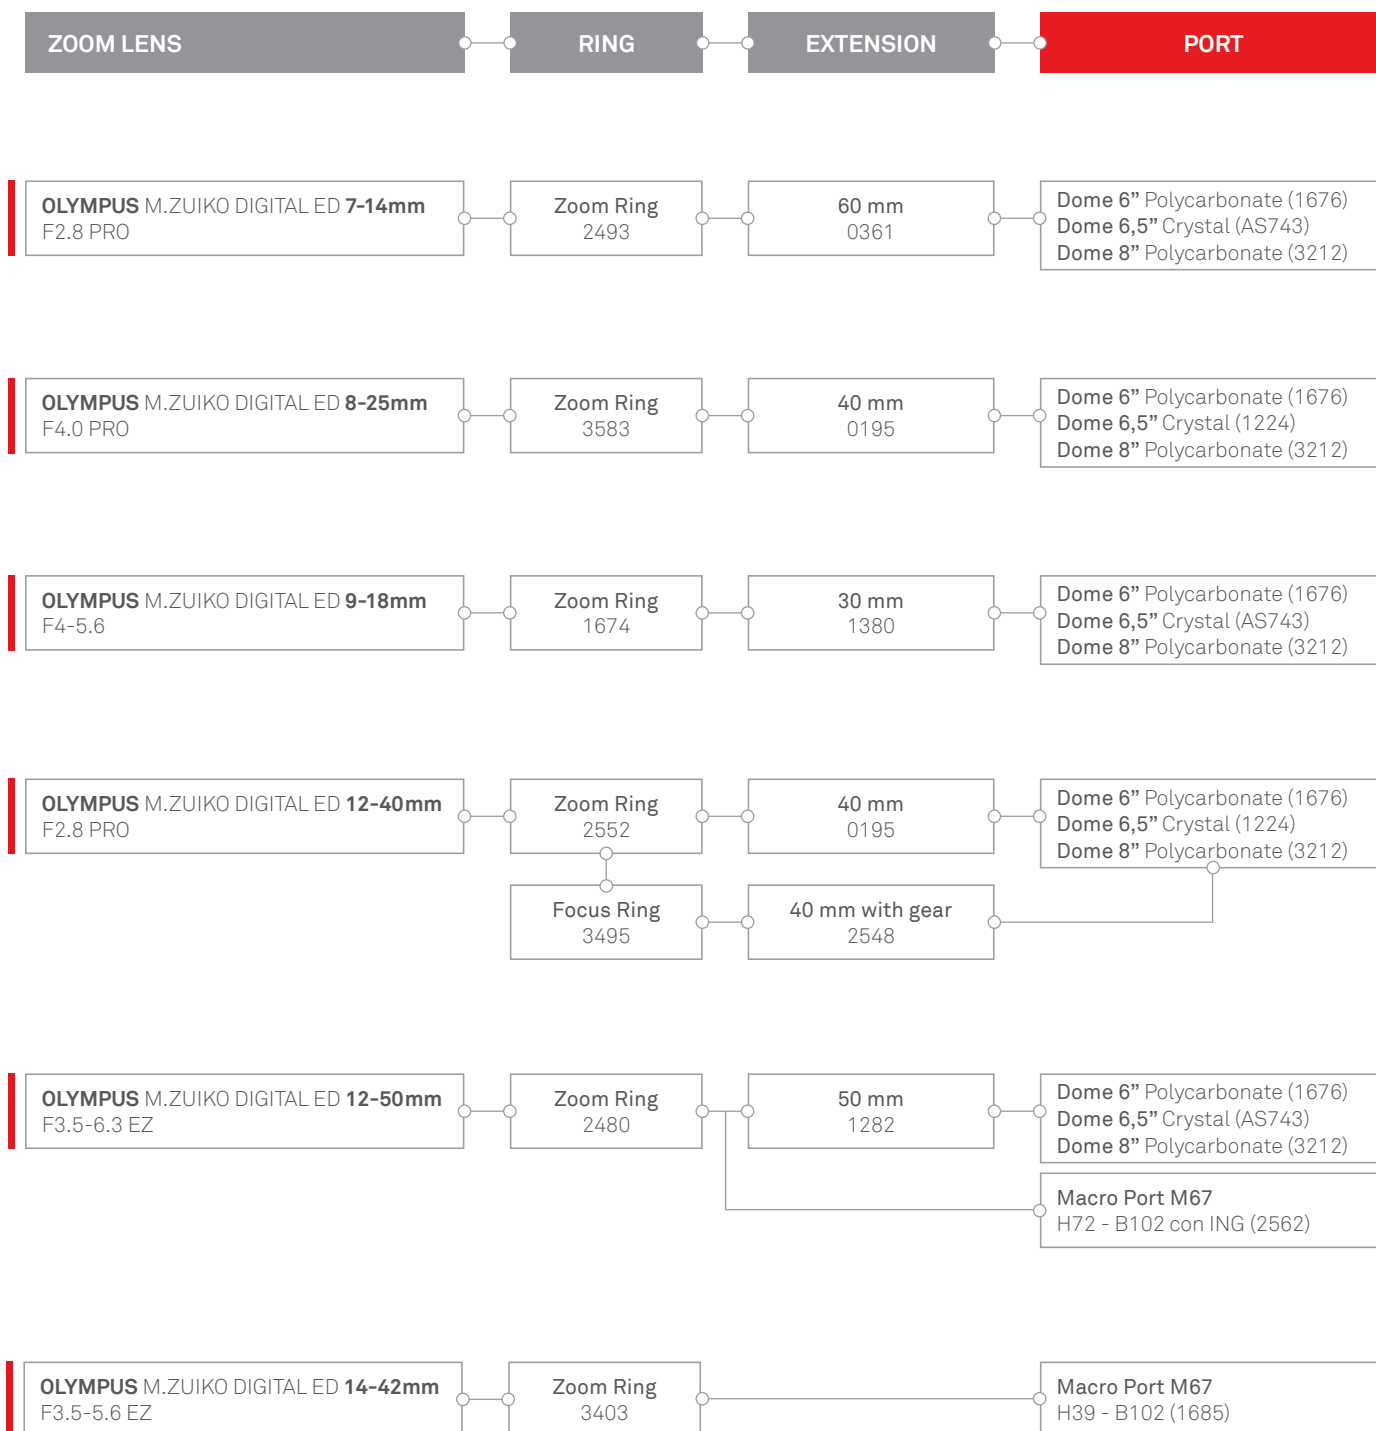 ZOOM LENS
RING
EXTENSION
PORT
OLYMPUS M.ZUIKO DIGITAL ED 7-14mm
F2.8 PRO
Zoom Ring
2493
60 mm
0361
Dome 6” Polycarbonate (1676)
Dome 6,5” Crystal (AS743)
Dome 8” Polycarbonate (3212)
OLYMPUS M.ZUIKO DIGITAL ED 8-25mm
F4.0 PRO
Zoom Ring
3583
40 mm
0195
Dome 6” Polycarbonate (1676)
Dome 6,5” Crystal (1224)
Dome 8” Polycarbonate (3212)
OLYMPUS M.ZUIKO DIGITAL ED 9-18mm
F4-5.6
Zoom Ring
1674
30 mm
1380
Dome 6” Polycarbonate (1676)
Dome 6,5” Crystal (AS743)
Dome 8” Polycarbonate (3212)
OLYMPUS M.ZUIKO DIGITAL ED 12-40mm
F2.8 PRO
Zoom Ring
2552
40 mm
0195
Dome 6” Polycarbonate (1676)
Dome 6,5” Crystal (1224)
Dome 8” Polycarbonate (3212)
Focus Ring
3495
40 mm with gear
2548
OLYMPUS M.ZUIKO DIGITAL ED 12-50mm
F3.5-6.3 EZ
Zoom Ring
2480
50 mm
1282
Dome 6” Polycarbonate (1676)
Dome 6,5” Crystal (AS743)
Dome 8” Polycarbonate (3212)
Macro Port M67
H72 - B102 con ING (2562)
OLYMPUS M.ZUIKO DIGITAL ED 14-42mm
F3.5-5.6 EZ
Zoom Ring
3403
Macro Port M67
H39 - B102 (1685)